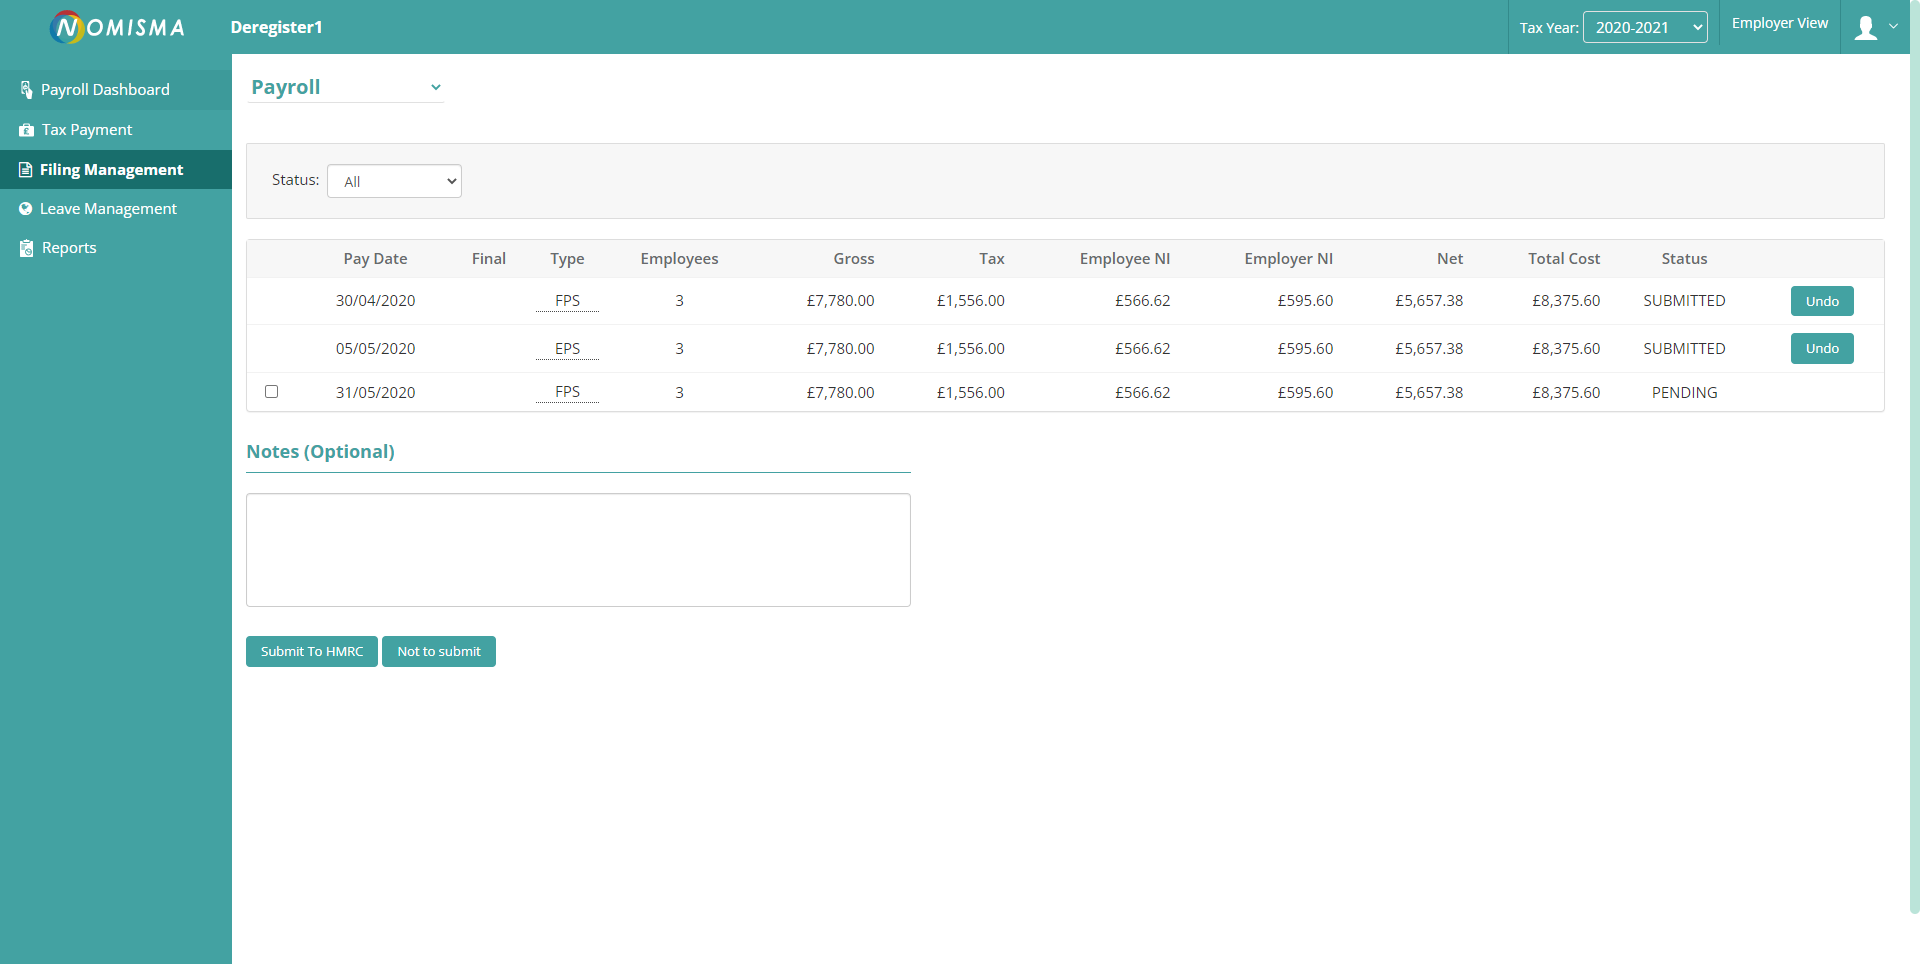 NOMISMA
Deregister1
Tax Year: 2020-2021
Employer View
Payroll Dashboard
Tax Payment
Filing Management
Leave Management
Reports
Payroll
Status: All
Pay Date Final Type Employees Gross Tax Employee NI Employer NI Net Total Cost Status
30/04/2020 FPS 3 £7,780.00 £1,556.00 £566.62 £595.60 £5,657.38 £8,375.60 SUBMITTED Undo
05/05/2020 EPS 3 £7,780.00 £1,556.00 £566.62 £595.60 £5,657.38 £8,375.60 SUBMITTED Undo
31/05/2020 FPS 3 £7,780.00 £1,556.00 £566.62 £595.60 £5,657.38 £8,375.60 PENDING
Notes (Optional)
Submit To HMRC Not to submit